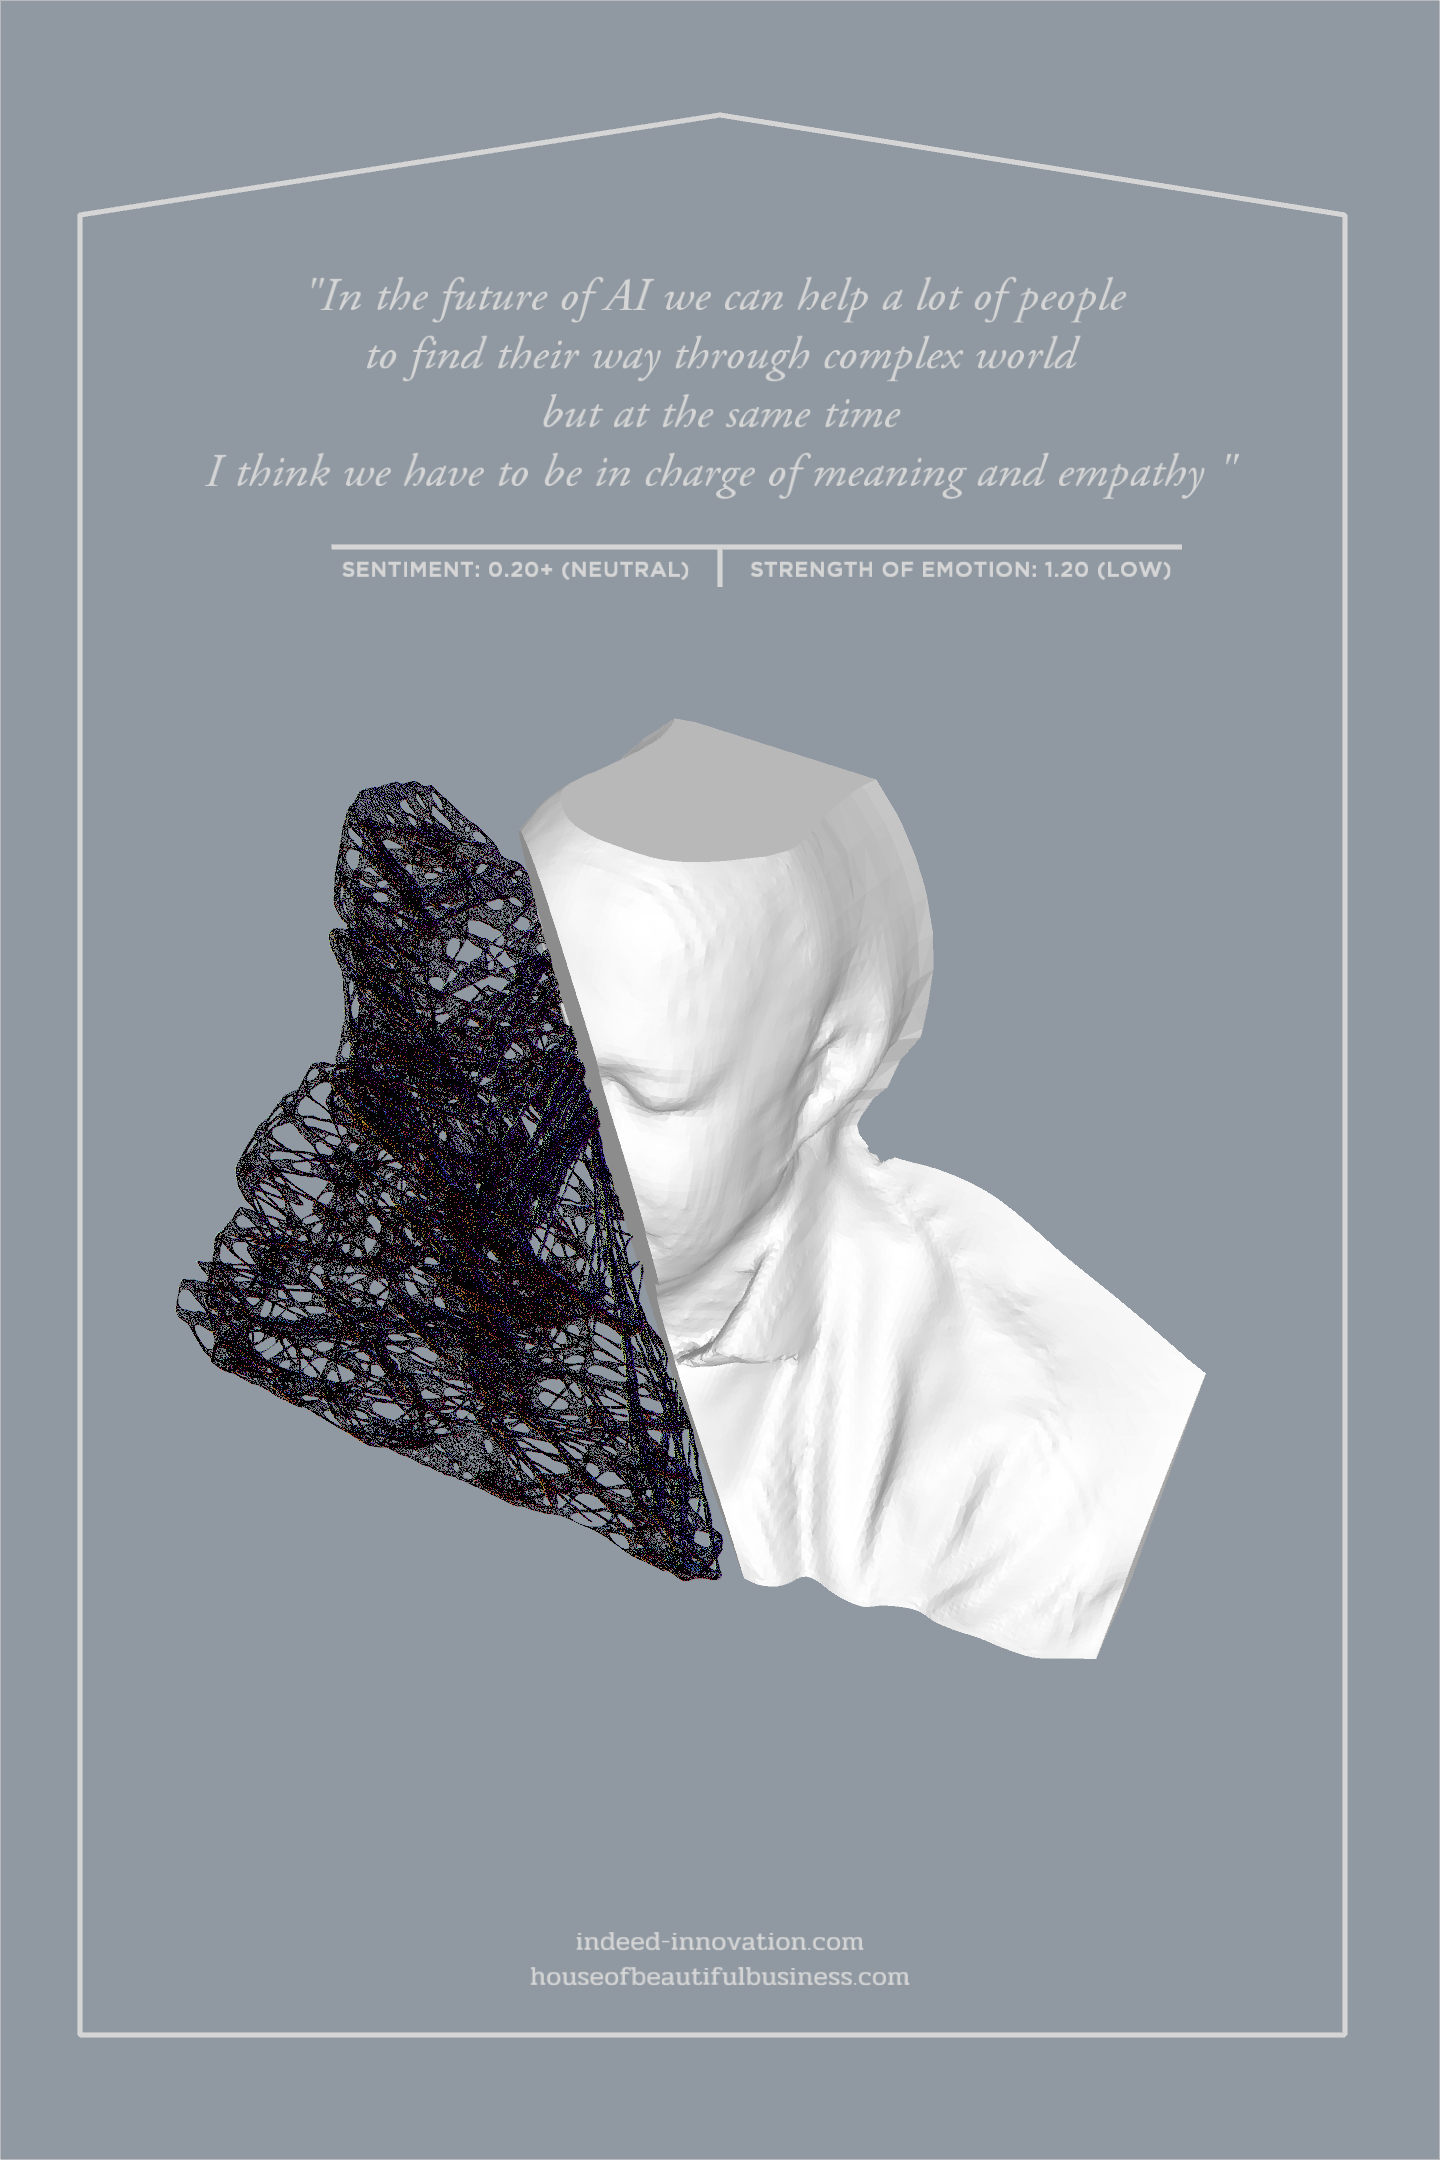 "In the future of AI we can help a lot of people
to find their way through complex world
but at the same time
I think we have to be in charge of meaning and empathy "
SENTIMENT: 0.20+ (NEUTRAL)
STRENGTH OF EMOTION: 1.20 (LOW)
indeed-innovation.com
houseofbeautifulbusiness.com